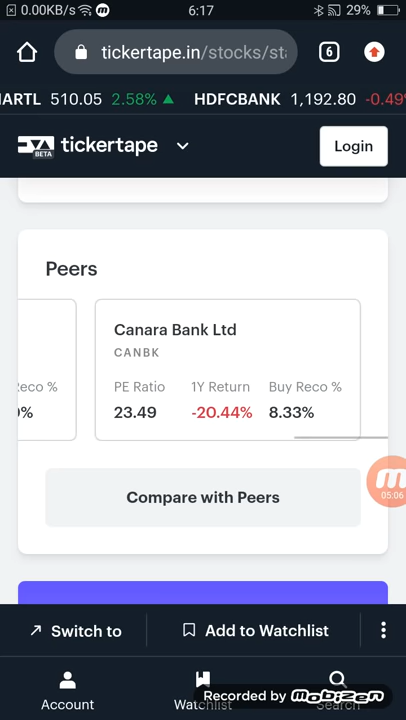 0.00KB/s 6:17 29%
tickertape.in/stocks/st
6
ARTL 510.05 2.58% HDFCBANK 1,192.80 -0.49
BETA tickertape
Login
Peers
Canara Bank Ltd
CANBK
Reco % PE Ratio 1Y Return Buy Reco %
% 23.49 -20.44% 8.33%
Compare with Peers
05:06
Switch to Add to Watchlist
Account Watchlist Search
Recorded by mobizen